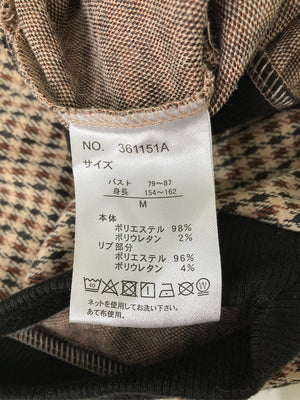 NO. 361151A
サイズ
バスト 79〜87
身長 154〜162
M
本体
ポリエステル 98%
ポリウレタン 2%
リブ部分
ポリエステル 96%
ポリウレタン 4%
40
ネットを使用してお洗い下さい。
あて布使用。